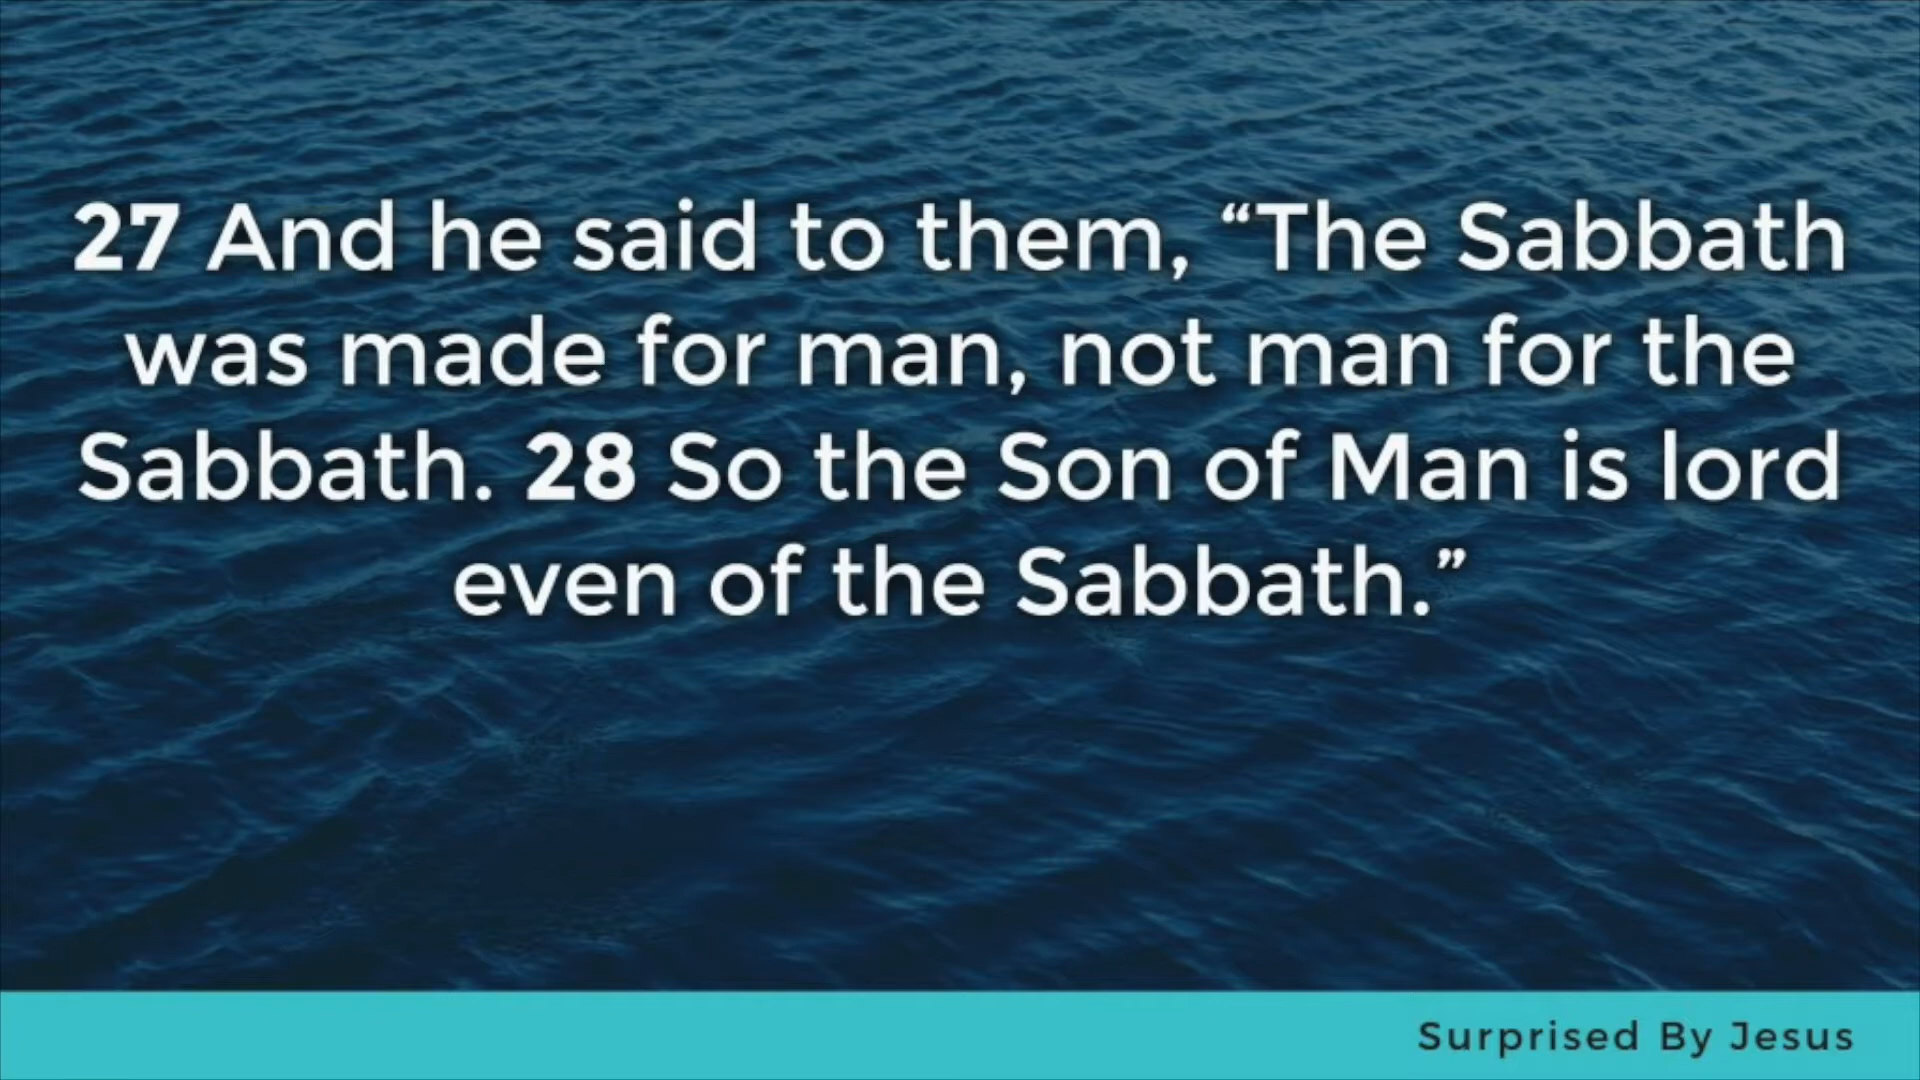 27 And he said to them, “The Sabbath
was made for man, not man for the
Sabbath. 28 So the Son of Man is lord
even of the Sabbath.”
Surprised By Jesus